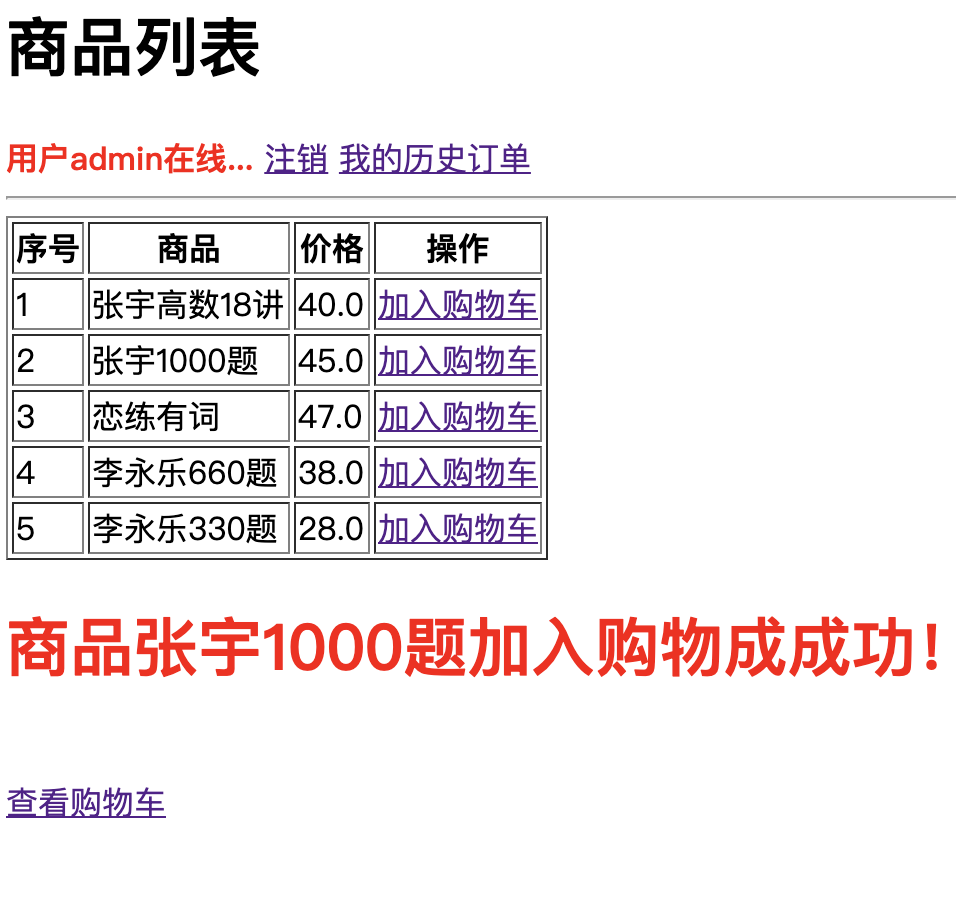 商品列表
用户admin在线... 注销 我的历史订单
序号 商品 价格 操作
1 张宇高数18讲 40.0 加入购物车
2 张宇1000题 45.0 加入购物车
3 恋练有词 47.0 加入购物车
4 李永乐660题 38.0 加入购物车
5 李永乐330题 28.0 加入购物车
商品张宇1000题加入购物成成功！
查看购物车